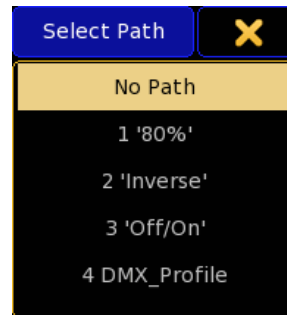 Select Path
No Path
1 '80%'
2 'Inverse'
3 'Off/On'
4 DMX_Profile